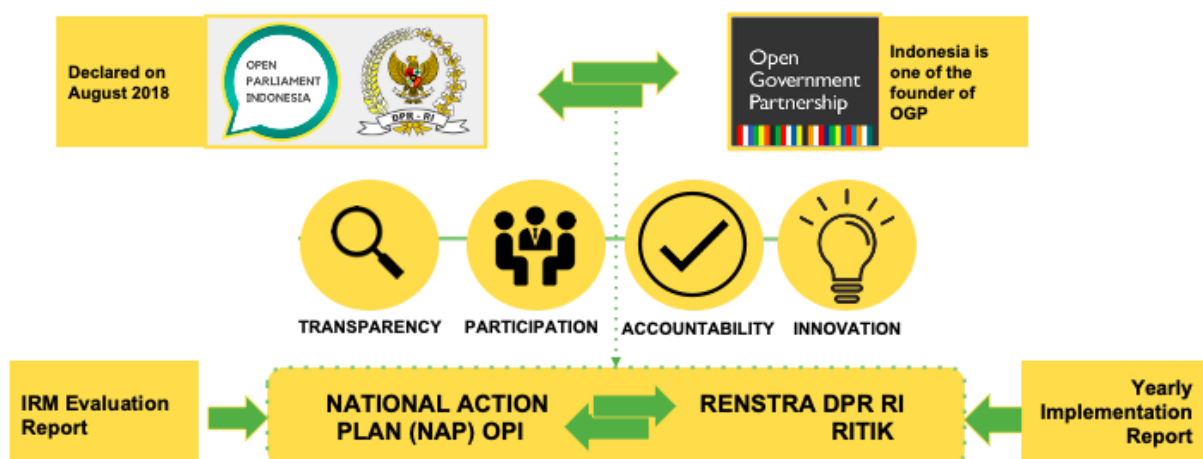 Declared on
August 2018
OPEN
PARLIAMENT
INDONESIA
DPR - RI
Open
Government
Partnership
Indonesia is
one of the
founder of
OGP
TRANSPARENCY
PARTICIPATION
ACCOUNTABILITY
INNOVATION
IRM Evaluation
Report
NATIONAL ACTION
PLAN (NAP) OPI
RENSTRA DPR RI
RITIK
Yearly
Implementation
Report